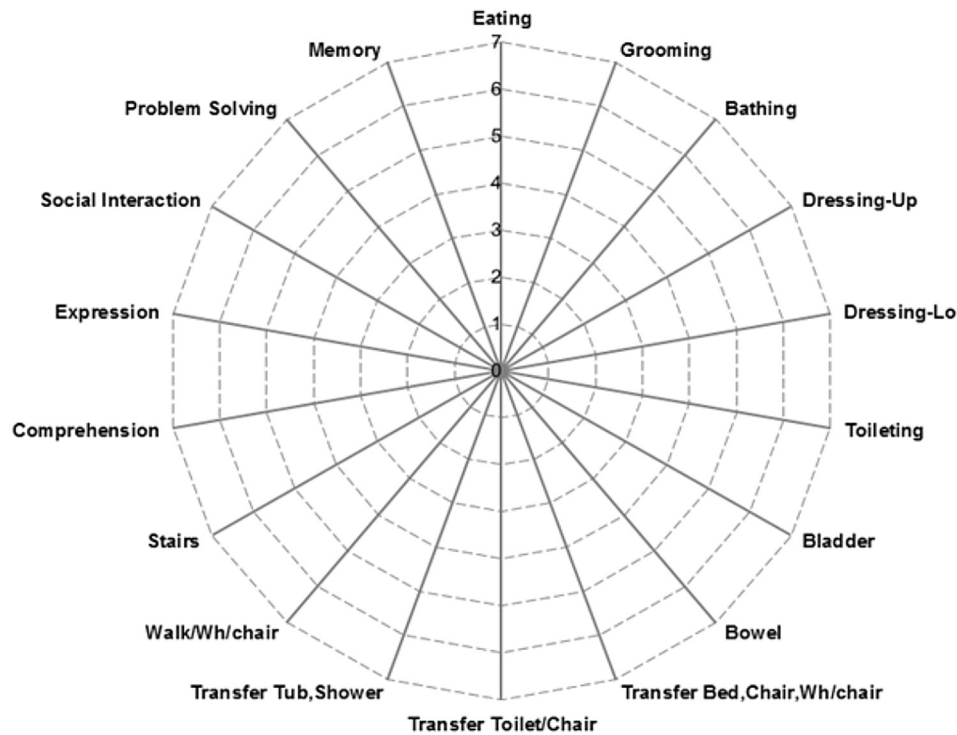 Eating
Memory
Grooming
Problem Solving
Bathing
Social Interaction
Dressing-Up
Expression
Dressing-Lo
Comprehension
Toileting
Stairs
Bladder
Walk/Wh/chair
Bowel
Transfer Tub,Shower
Transfer Bed,Chair,Wh/chair
Transfer Toilet/Chair
7
6
5
4
3
2
1
0